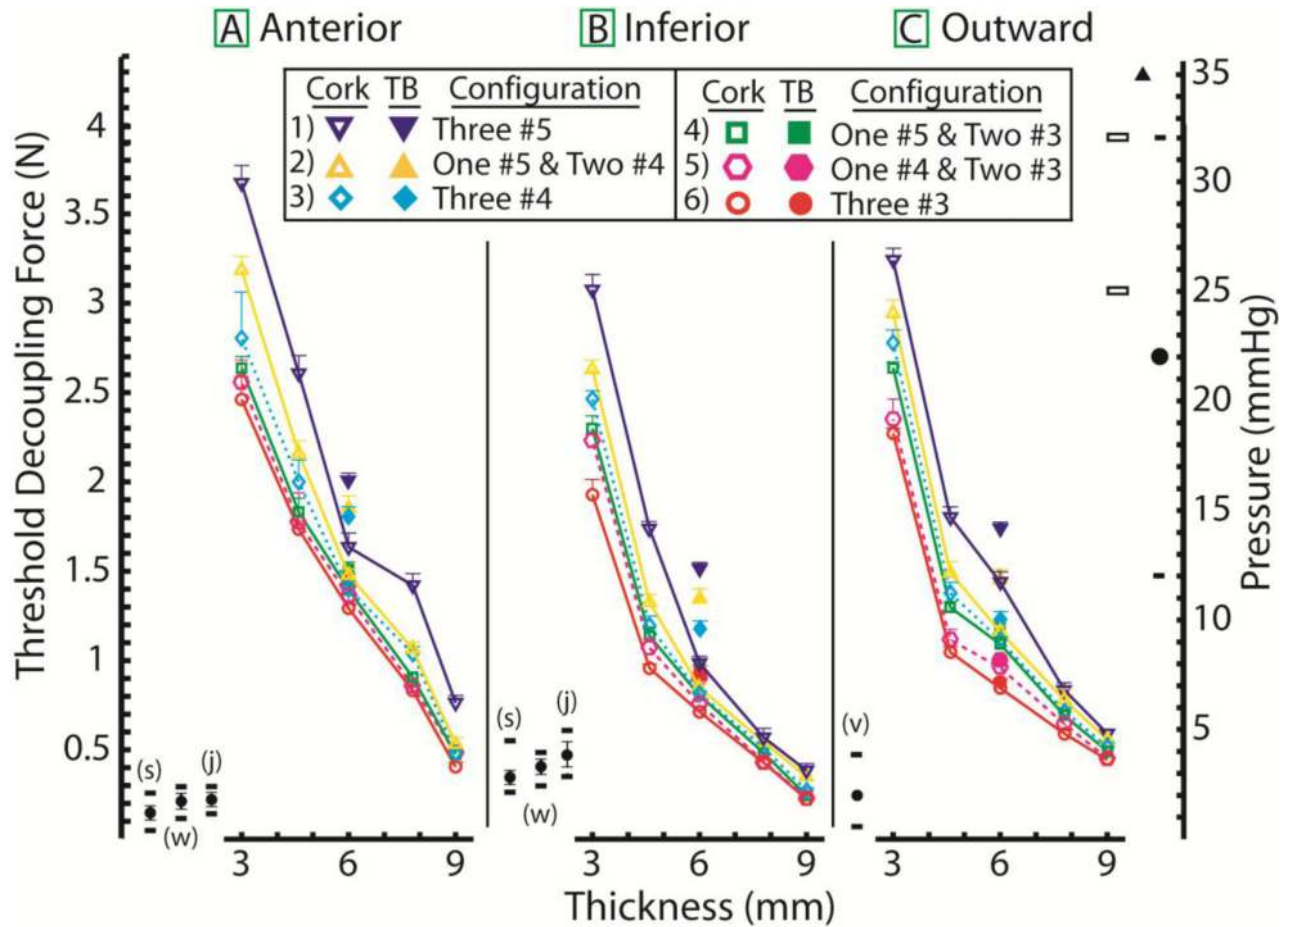 A Anterior
B Inferior
C Outward
Cork TB Configuration
1) Three #5
2) One #5 & Two #4
3) Three #4
Cork TB Configuration
4) One #5 & Two #3
5) One #4 & Two #3
6) Three #3
Threshold Decoupling Force (N)
4
3.5
3
2.5
2
1.5
1
0.5
(s)
(j)
(w)
(s)
(j)
(w)
(v)
35
30
25
20
15
10
5
Pressure (mmHg)
3 6 9
3 6 9
3 6 9
Thickness (mm)